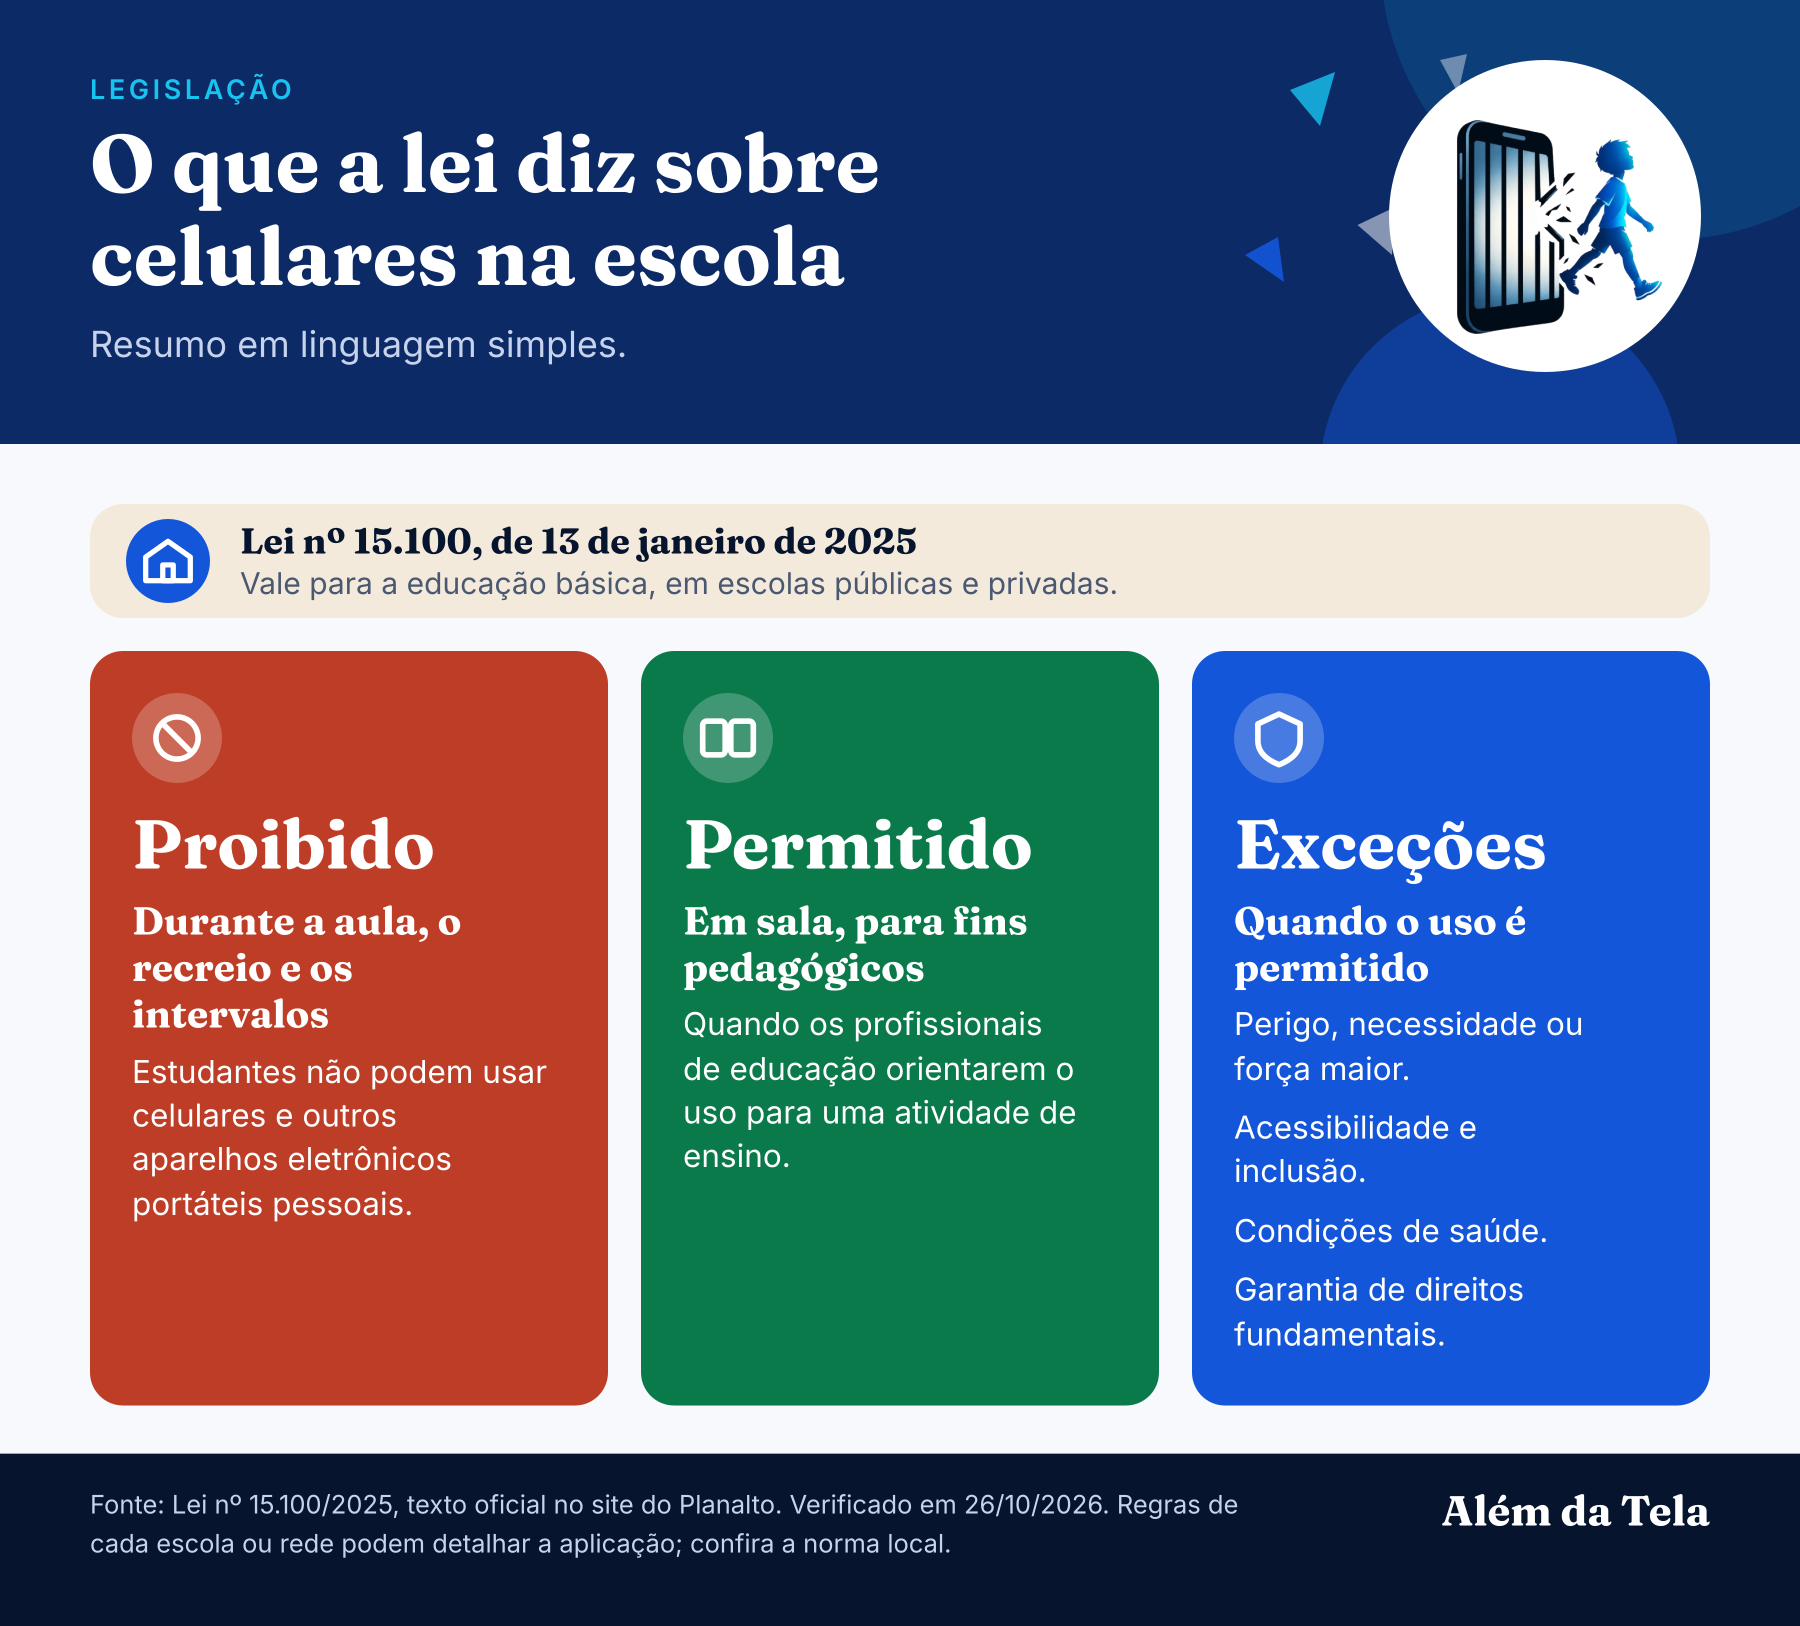 LEGISLAÇÃO
O que a lei diz sobre
celulares na escola
Resumo em linguagem simples.
Lei nº 15.100, de 13 de janeiro de 2025
Vale para a educação básica, em escolas públicas e privadas.
Proibido
Durante a aula, o
recreio e os
intervalos
Estudantes não podem usar
celulares e outros
aparelhos eletrônicos
portáteis pessoais.
Permitido
Em sala, para fins
pedagógicos
Quando os profissionais
de educação orientarem o
uso para uma atividade de
ensino.
Exceções
Quando o uso é
permitido
Perigo, necessidade ou
força maior.
Acessibilidade e
inclusão.
Condições de saúde.
Garantia de direitos
fundamentais.
Fonte: Lei nº 15.100/2025, texto oficial no site do Planalto. Verificado em 26/10/2026. Regras de
cada escola ou rede podem detalhar a aplicação; confira a norma local.
Além da Tela